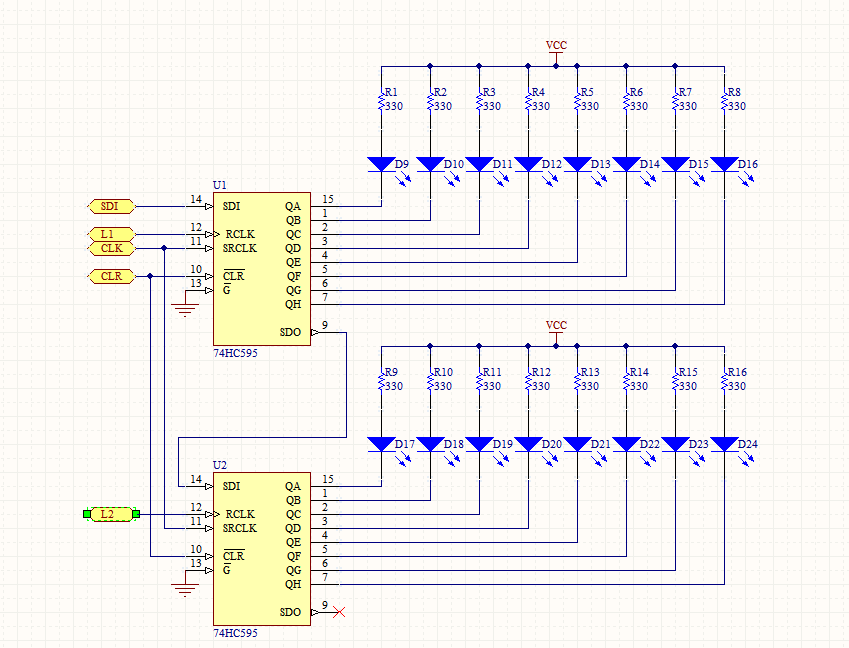 VCC
R1 R2 R3 R4 R5 R6 R7 R8
330 330 330 330 330 330 330 330
D9 D10 D11 D12 D13 D14 D15 D16
U1
SDI 14 SDI QA 15
QB 1
L1 12 RCLK QC 2
CLK 11 SRCLK QD 3
QE 4
CLR 10 CLR QF 5
13 G QG 6
QH 7
SDO 9
74HC595
VCC
R9 R10 R11 R12 R13 R14 R15 R16
330 330 330 330 330 330 330 330
D17 D18 D19 D20 D21 D22 D23 D24
U2
14 SDI QA 15
QB 1
L2 12 RCLK QC 2
11 SRCLK QD 3
QE 4
10 CLR QF 5
13 G QG 6
QH 7
SDO 9
74HC595